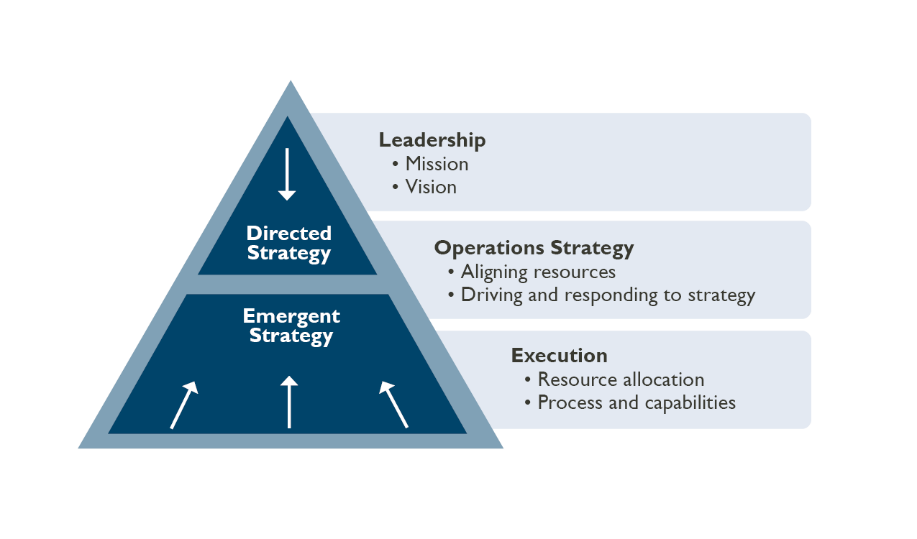 Leadership
• Mission
• Vision
Directed
Strategy
Operations Strategy
• Aligning resources
• Driving and responding to strategy
Emergent
Strategy
Execution
• Resource allocation
• Process and capabilities